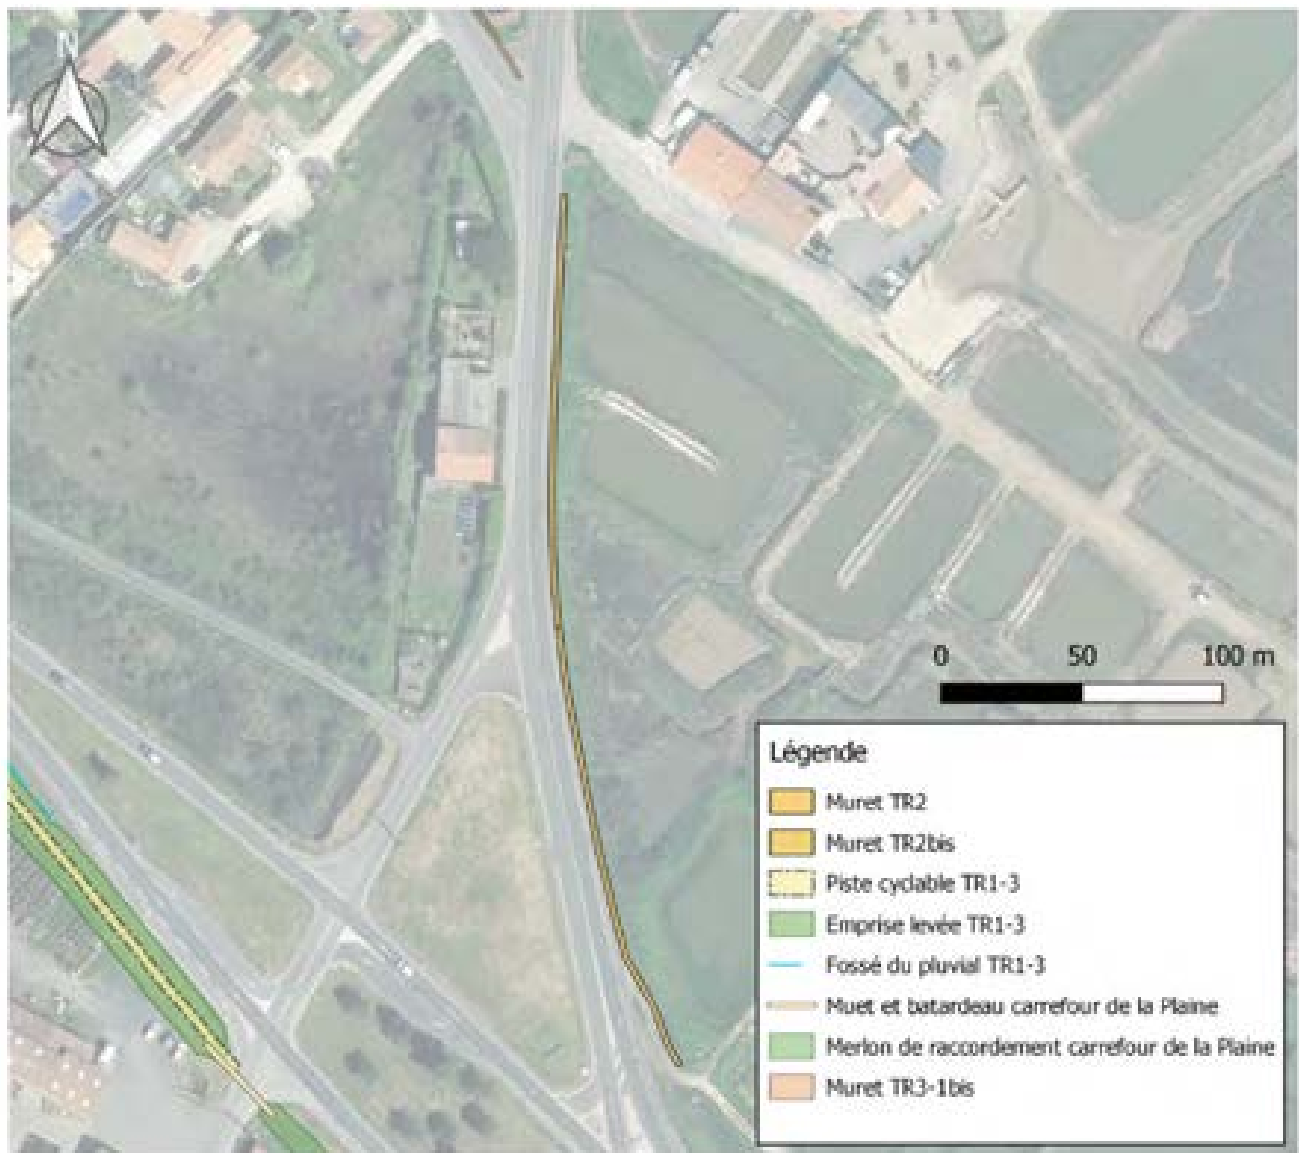 N
0 50 100 m
Légende
Muret TR2
Muret TR2bis
Piste cyclable TR1-3
Emprise levée TR1-3
Fossé du pluvial TR1-3
Muet et batardeau carrefour de la Plaine
Merlon de raccordement carrefour de la Plaine
Muret TR3-1bis